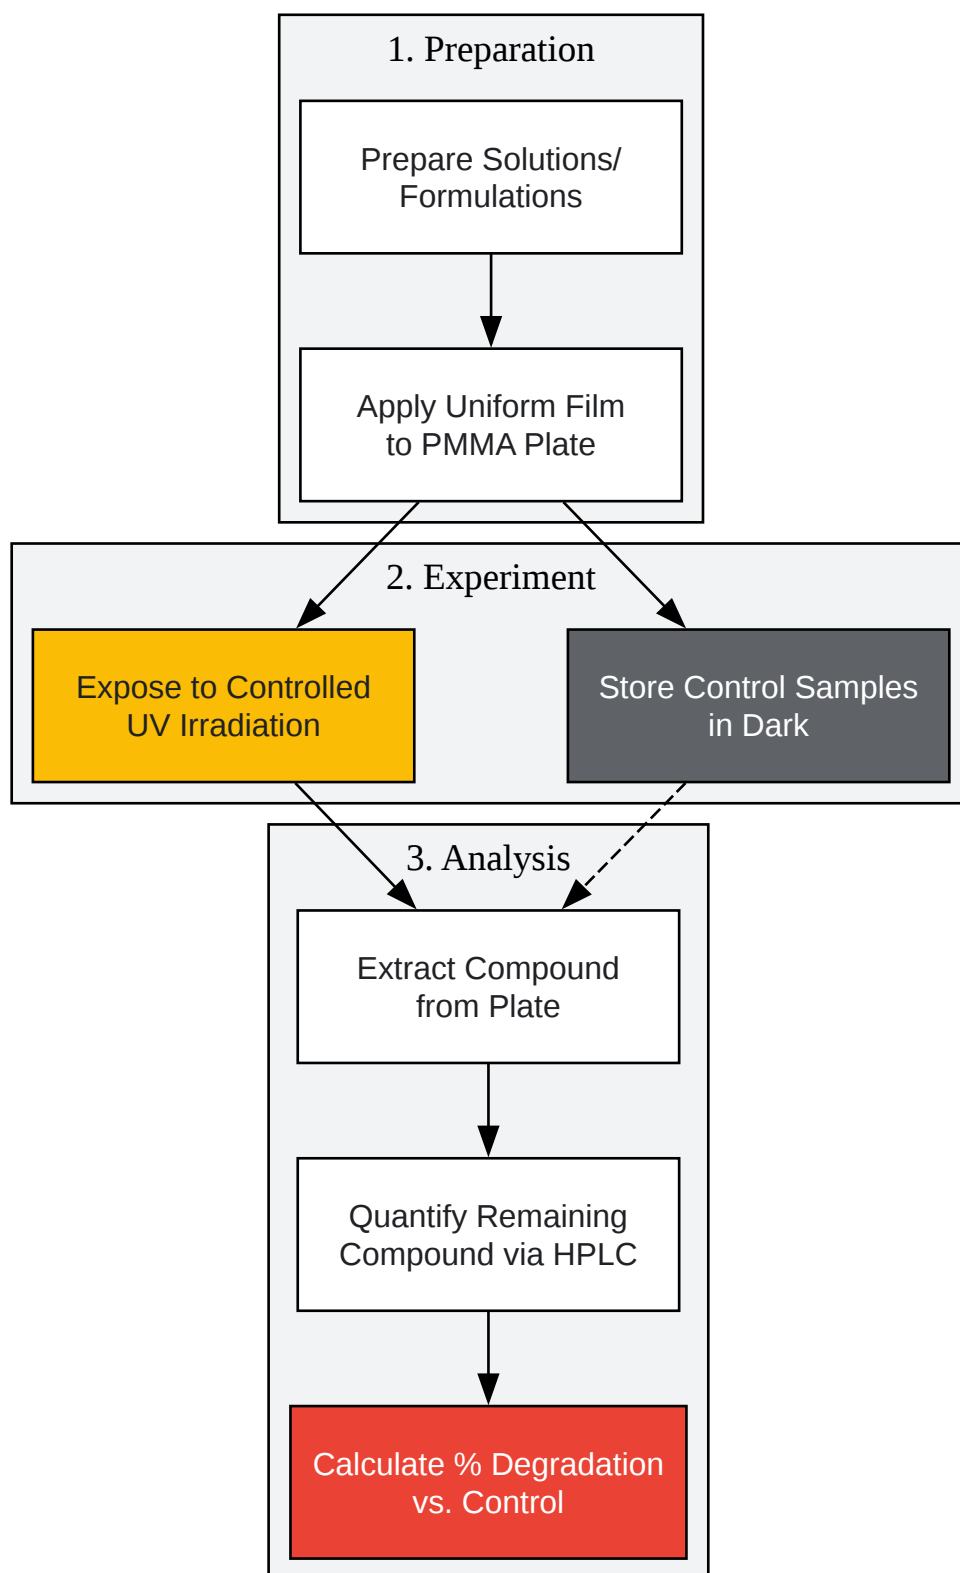 1. Preparation
Prepare Solutions/
Formulations
Apply Uniform Film
to PMMA Plate
2. Experiment
Expose to Controlled
UV Irradiation
Store Control Samples
in Dark
3. Analysis
Extract Compound
from Plate
Quantify Remaining
Compound via HPLC
Calculate % Degradation
vs. Control